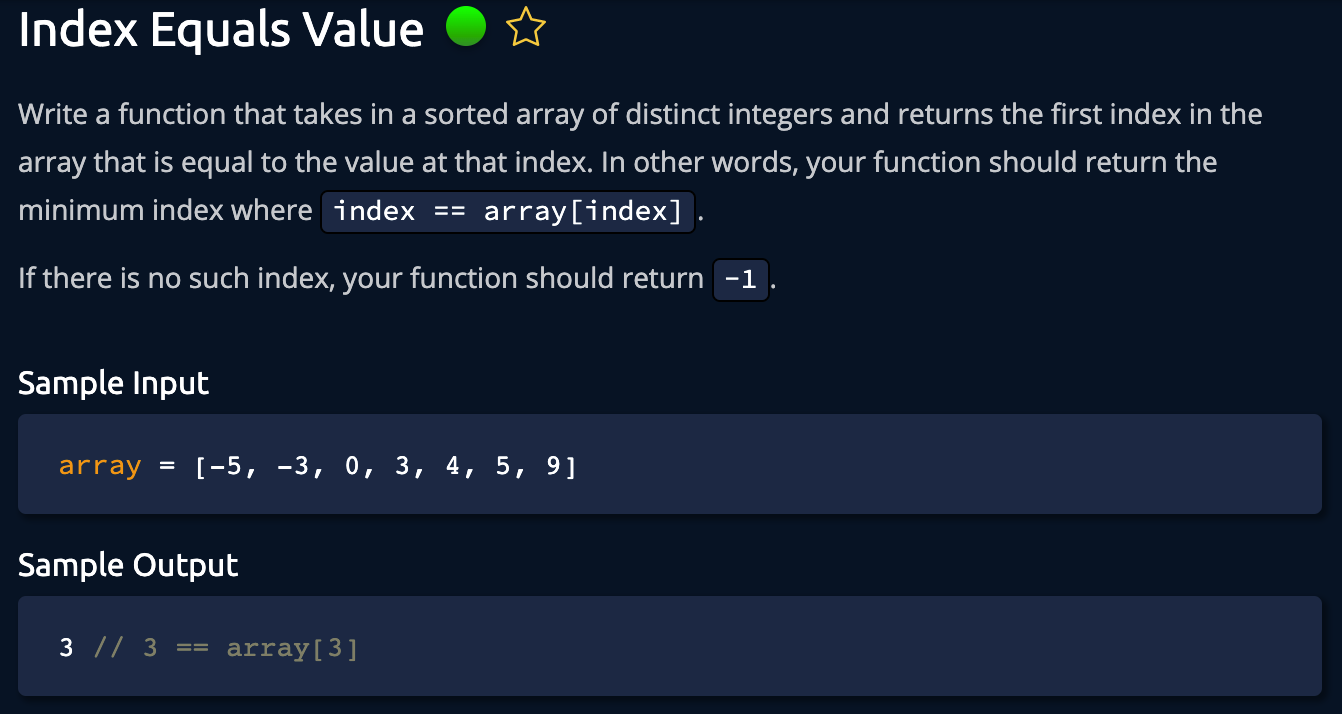 Index Equals Value
Write a function that takes in a sorted array of distinct integers and returns the first index in the
array that is equal to the value at that index. In other words, your function should return the
minimum index where index == array[index] .
If there is no such index, your function should return -1 .
Sample Input
array = [-5, -3, 0, 3, 4, 5, 9]
Sample Output
3 // 3 == array[3]